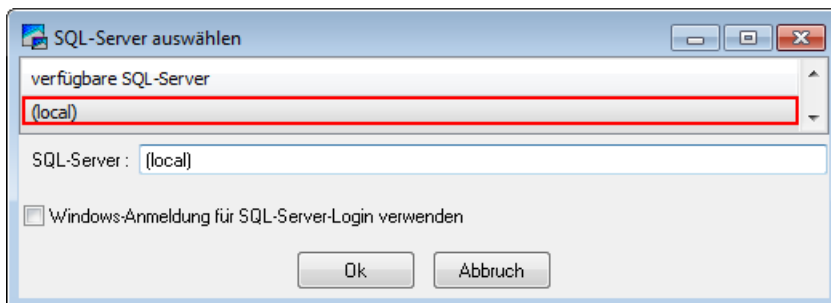 SQL-Server auswählen
verfügbare SQL-Server
(local)
SQL-Server : (local)
Windows-Anmeldung für SQL-Server-Login verwenden
Ok Abbruch